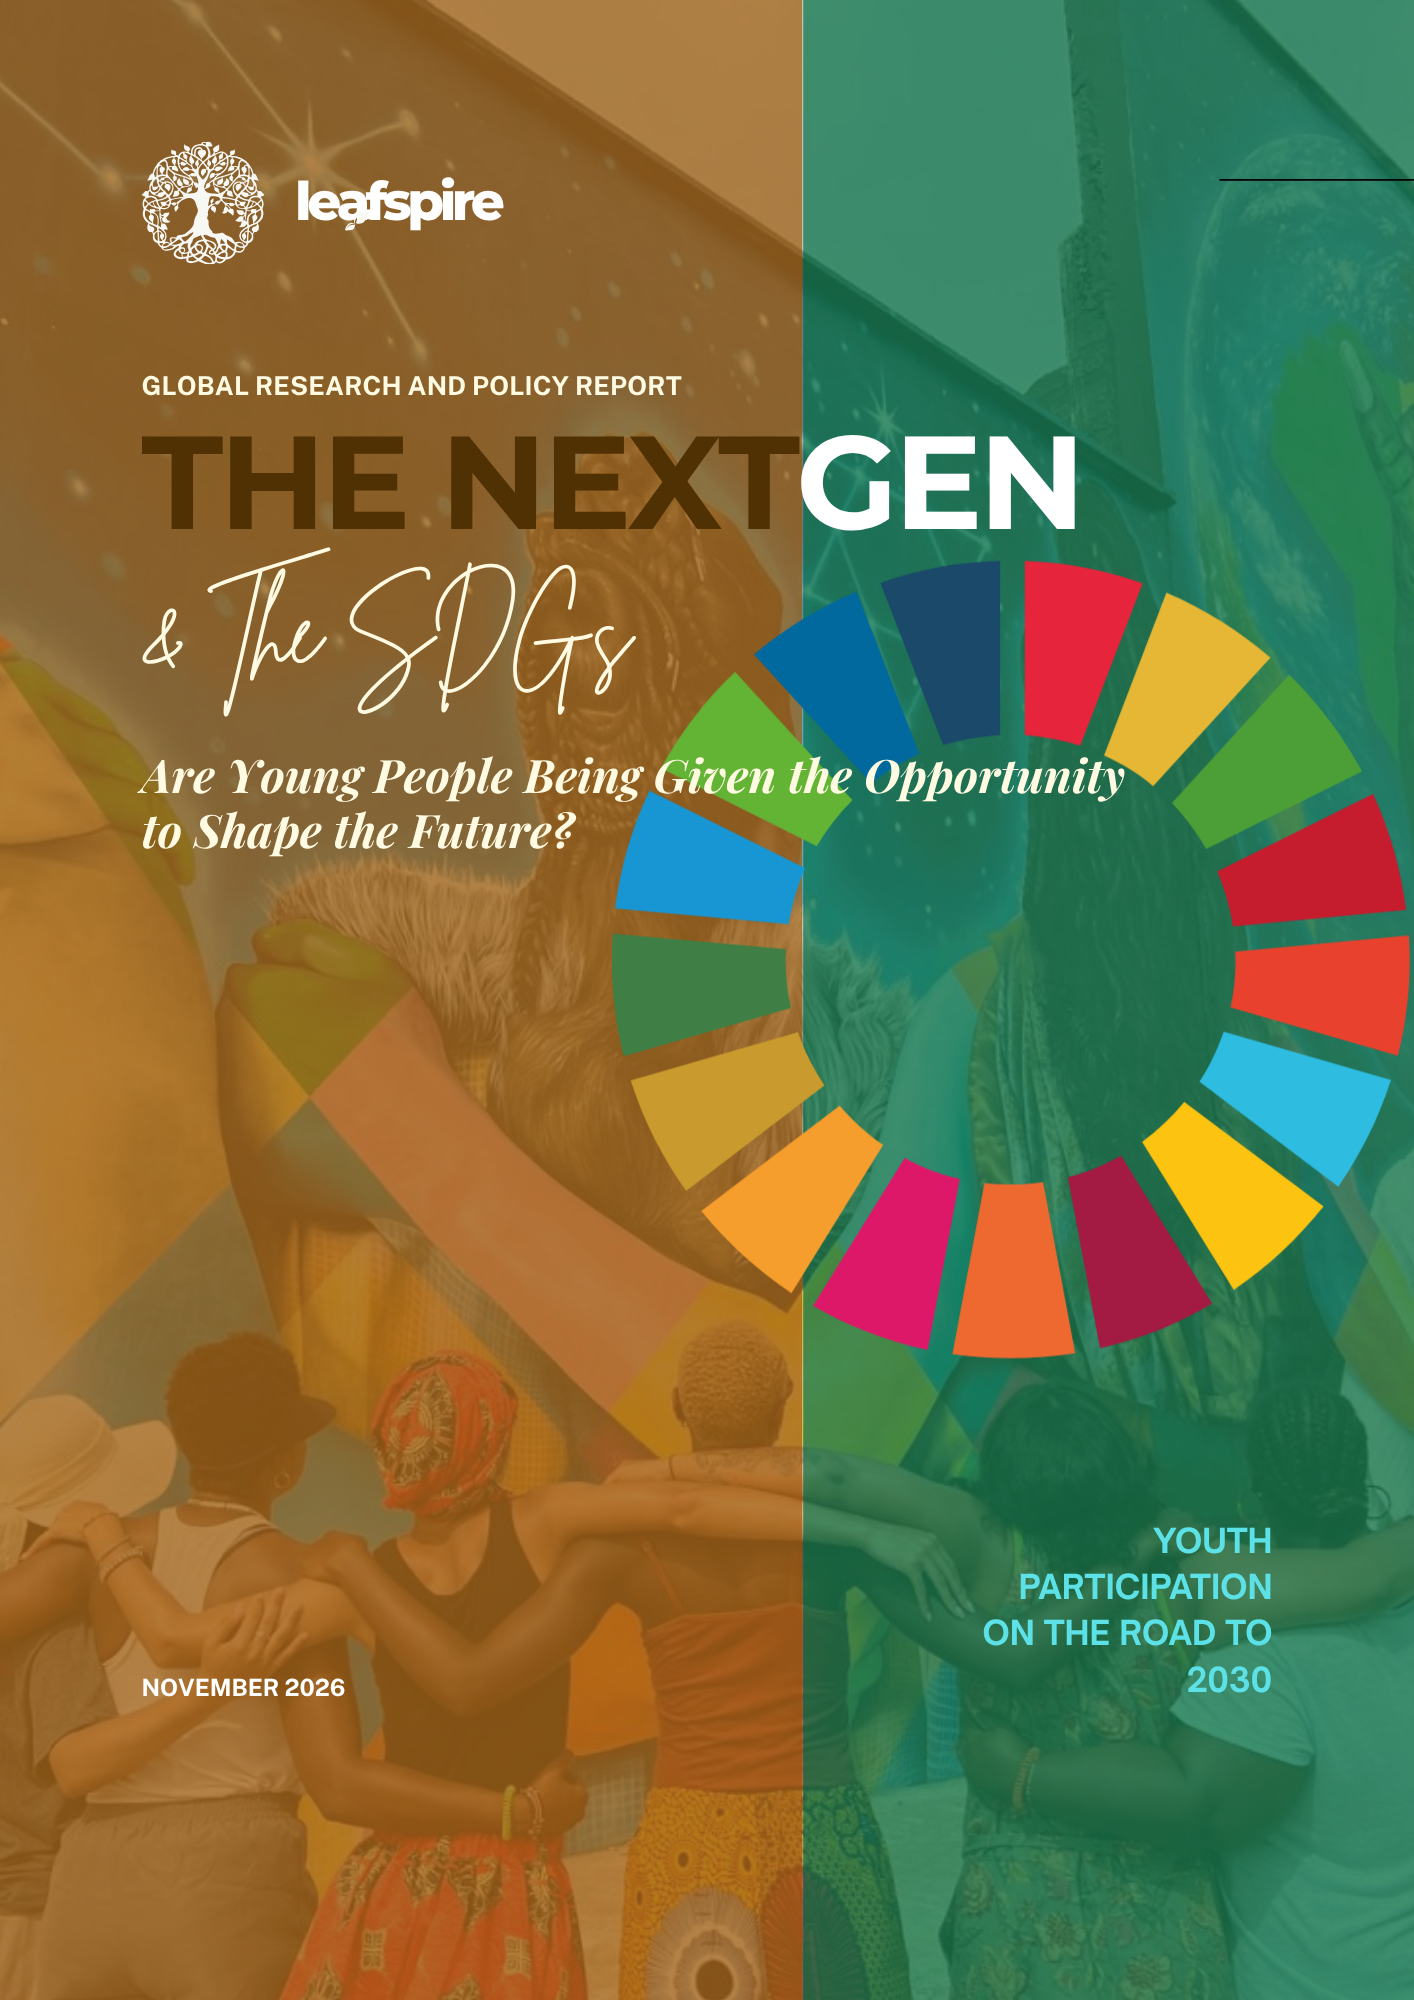 leafspire
GLOBAL RESEARCH AND POLICY REPORT
THE NEXTGEN
& The SDGs
Are Young People Being Given the Opportunity
to Shape the Future?
YOUTH
PARTICIPATION
ON THE ROAD TO
2030
NOVEMBER 2026